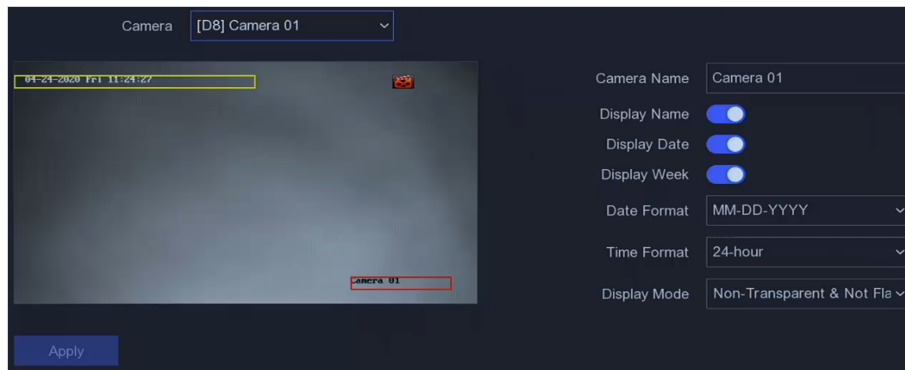 Camera [D8] Camera 01
04-24-2020 Fri 11:24:27
Camera 01
Camera Name Camera 01
Display Name
Display Date
Display Week
Date Format MM-DD-YYYY
Time Format 24-hour
Display Mode Non-Transparent & Not Fla
Apply